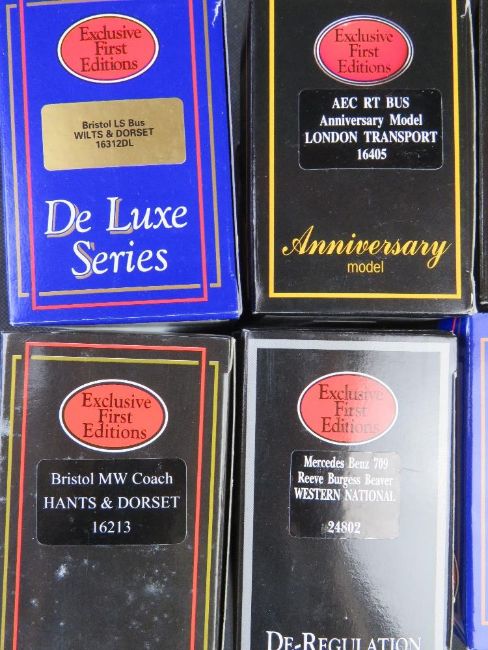 Exclusive
First
Editions
Bristol LS Bus
WILTS & DORSET
16312DL
De Luxe
Series
Exclusive
First
Editions
AEC RT BUS
Anniversary Model
LONDON TRANSPORT
16405
Anniversary
model
Exclusive
First
Editions
Bristol MW Coach
HANTS & DORSET
16213
Exclusive
First
Editions
Mercedes Benz 709
Reeve Burgess Beaver
WESTERN NATIONAL
24802
DE-REGULATION